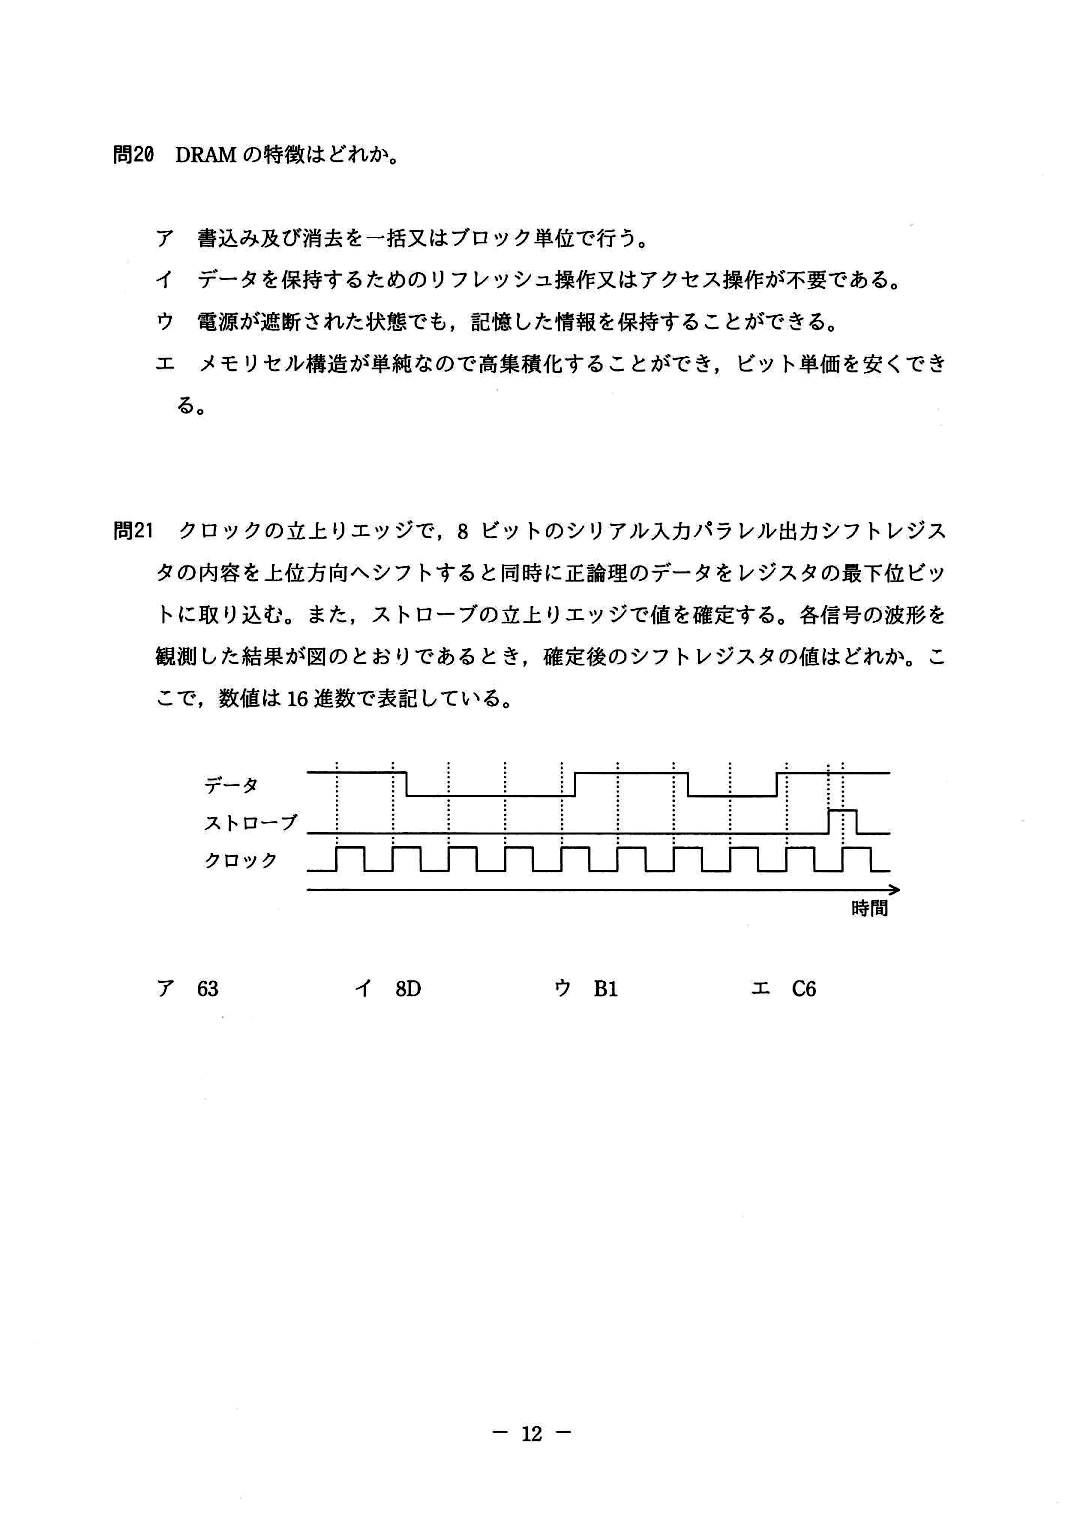 問20　DRAM の特徴はどれか。
ア　書込み及び消去を一括又はブロック単位で行う。
イ　データを保持するためのリフレッシュ操作又はアクセス操作が不要である。
ウ　電源が遮断された状態でも，記憶した情報を保持することができる。
エ　メモリセル構造が単純なので高集積化することができ，ビット単価を安くでき
る。
問21　クロックの立上りエッジで，8 ビットのシリアル入力パラレル出力シフトレジス
タの内容を上位方向へシフトすると同時に正論理のデータをレジスタの最下位ビッ
トに取り込む。また，ストローブの立上りエッジで値を確定する。各信号の波形を
観測した結果が図のとおりであるとき，確定後のシフトレジスタの値はどれか。こ
こで，数値は 16 進数で表記している。
データ
ストローブ
クロック
時間
ア　63　イ　8D　ウ　B1　エ　C6
－ 12 －